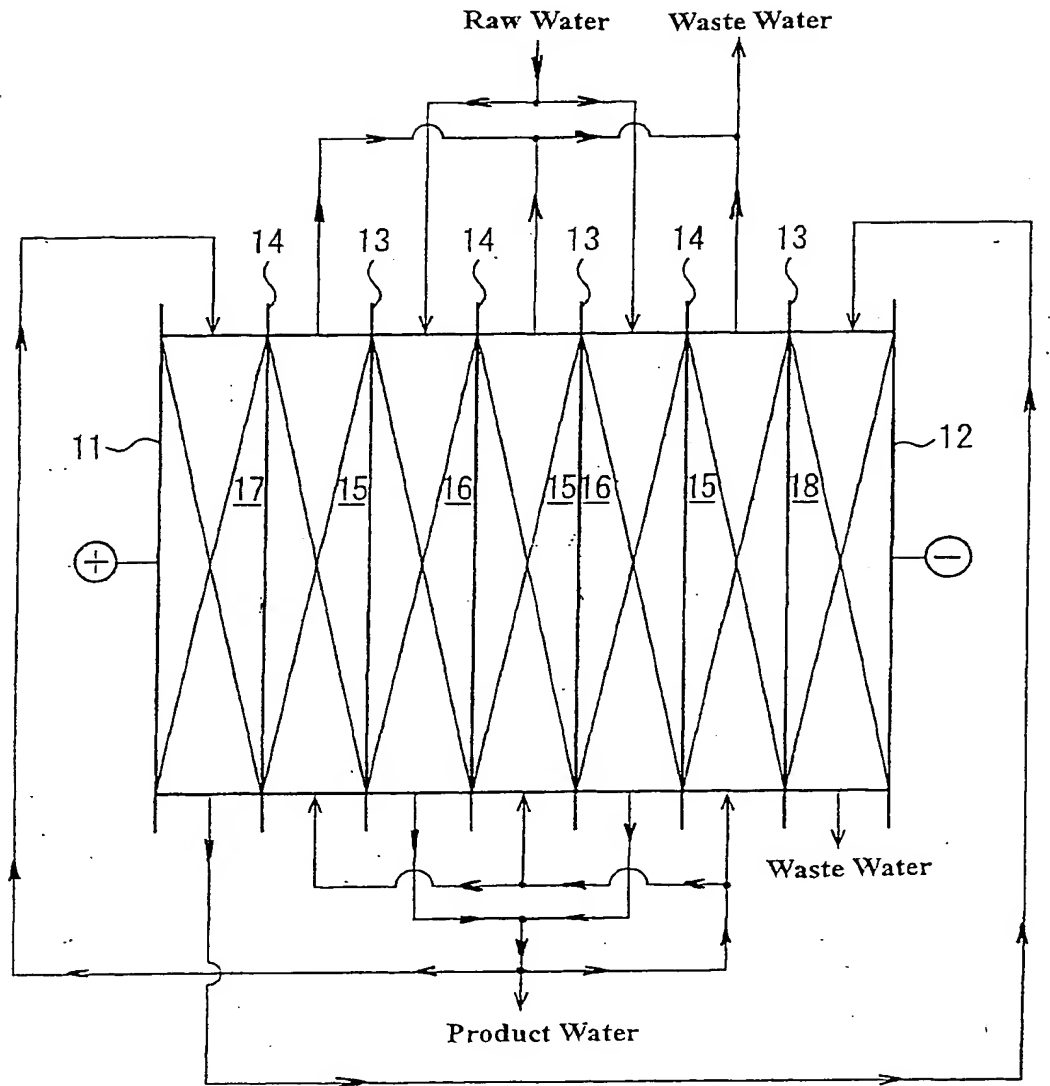 Raw Water Waste Water
14 13 14 13 14 13
11 12
17 15 16 15 16 15 18
+ −
Waste Water
Product Water